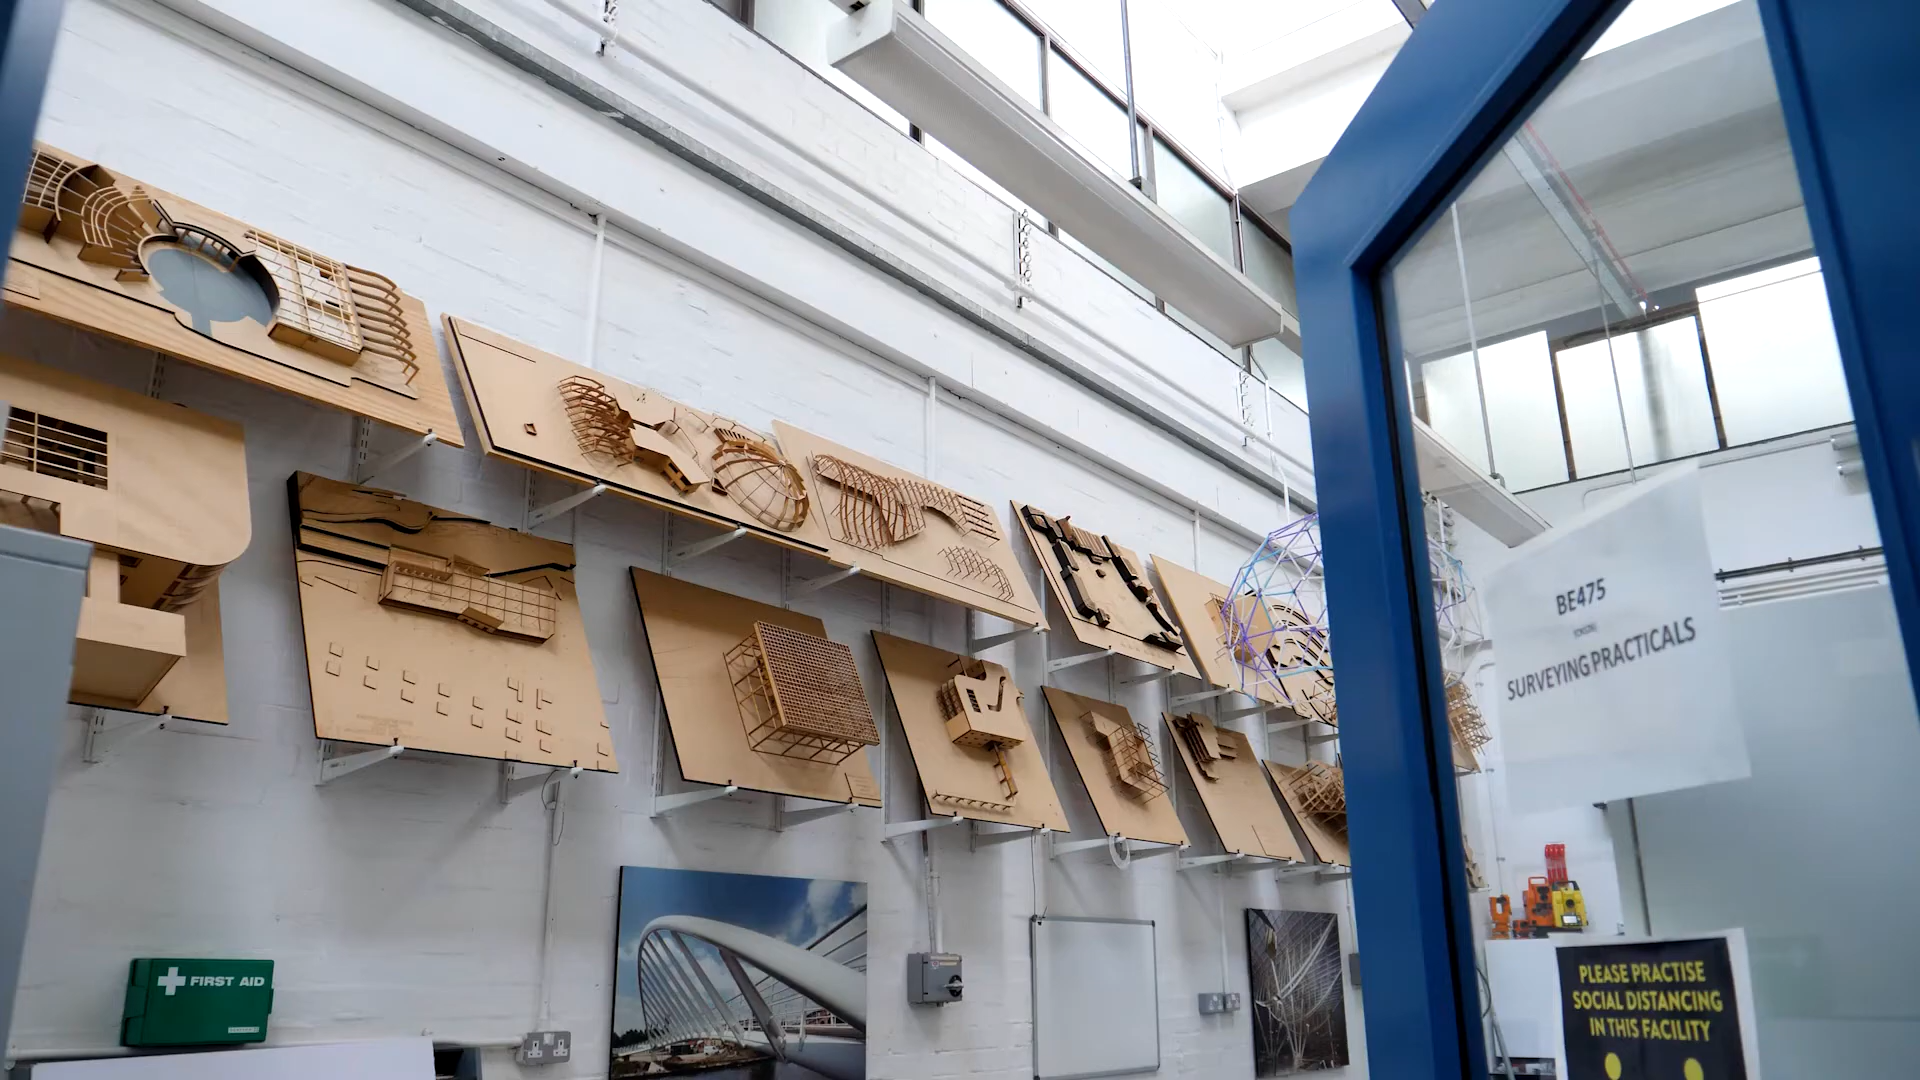 BE475
SURVEYING PRACTICALS
FIRST AID
PLEASE PRACTISE
SOCIAL DISTANCING
IN THIS FACILITY